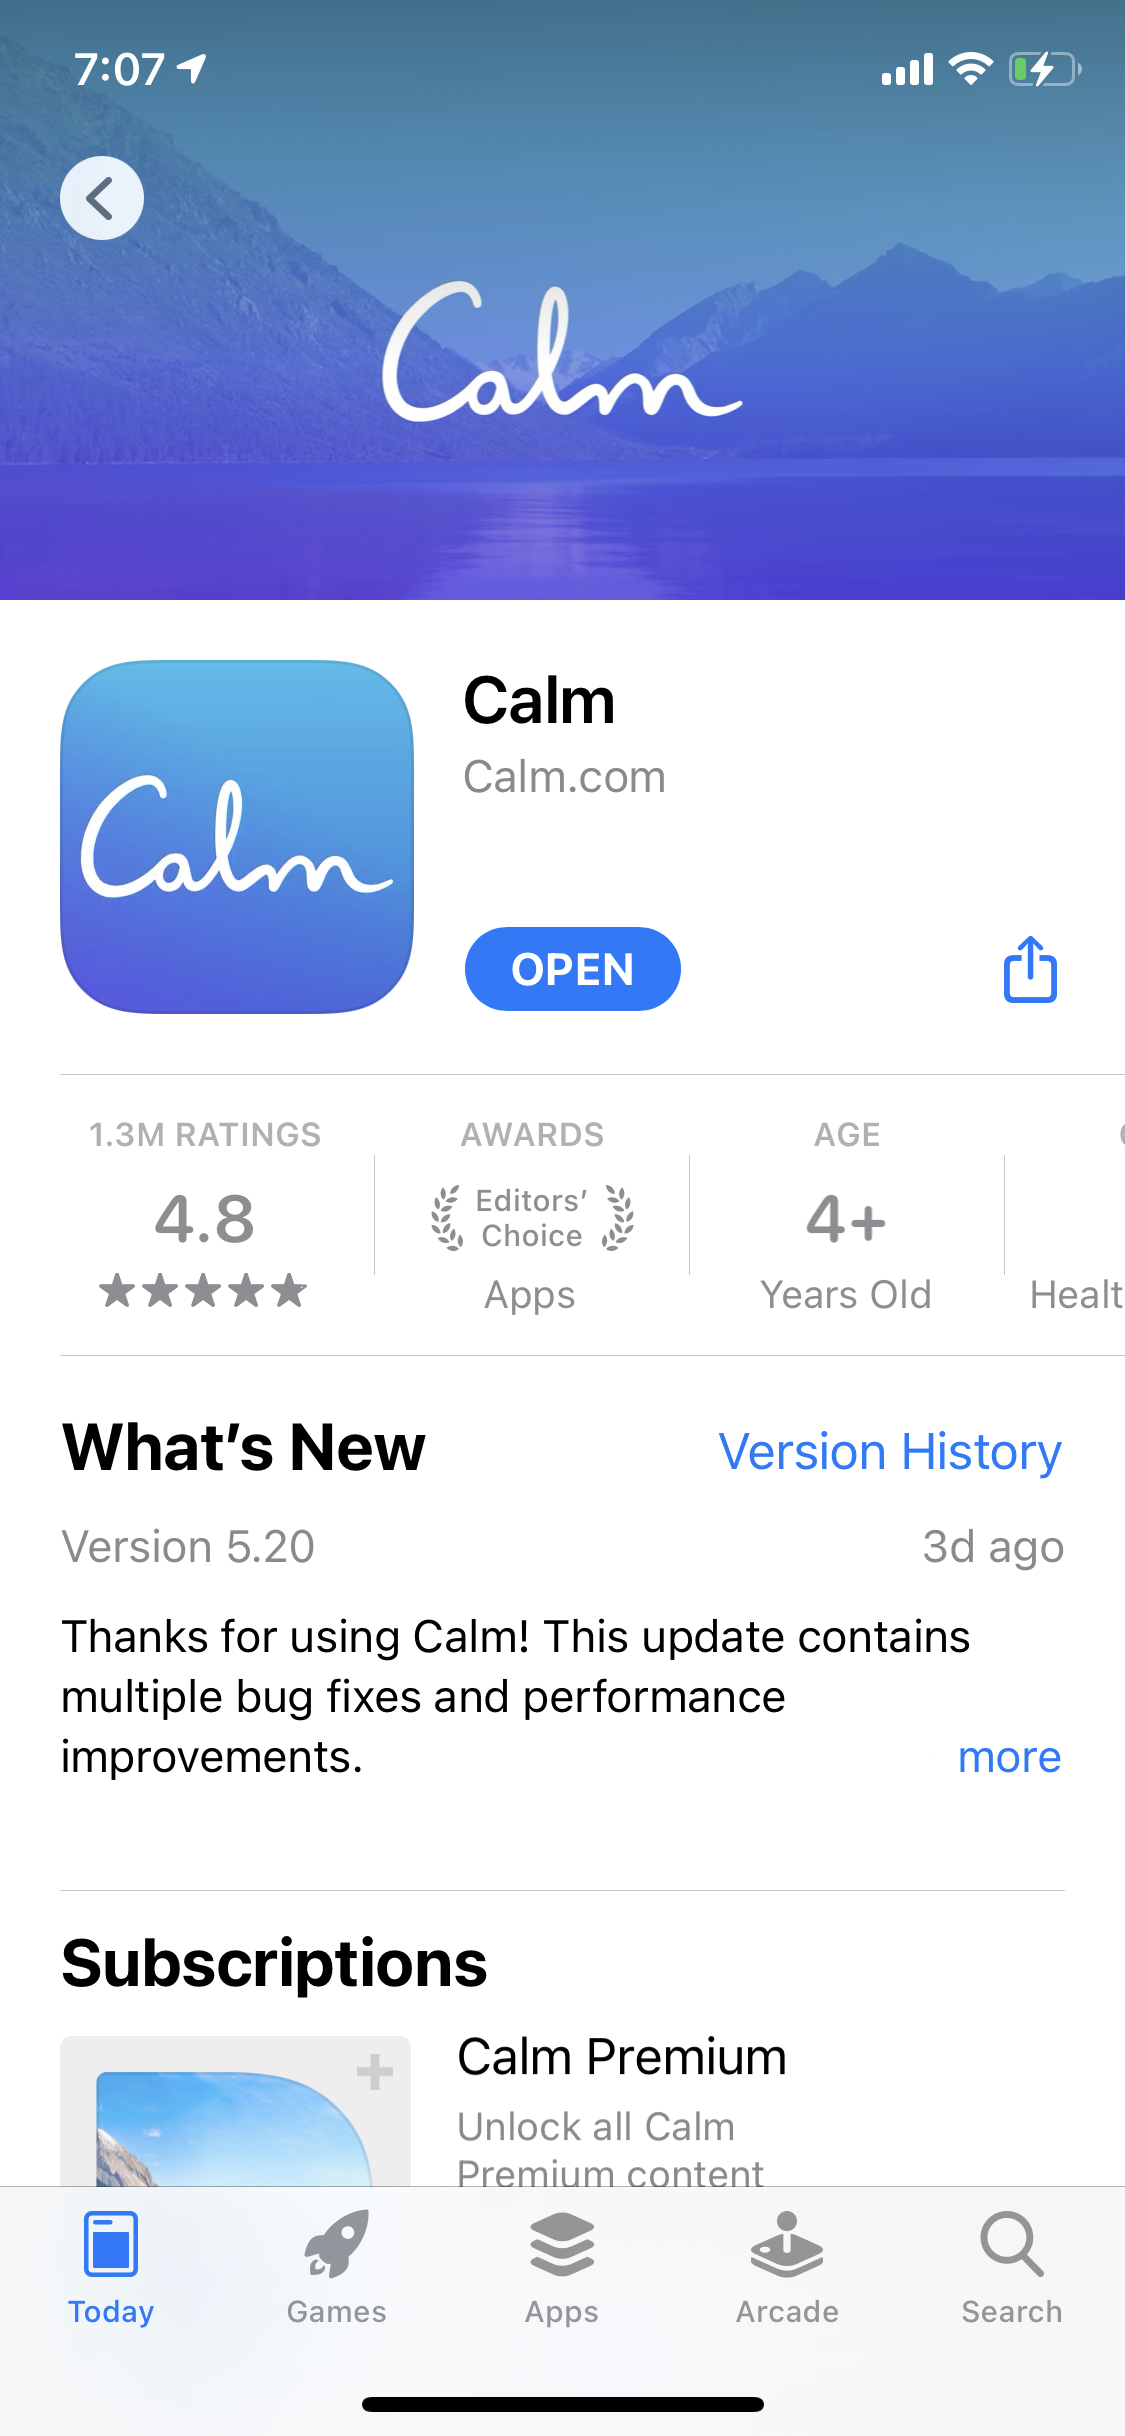 7:07
Calm
Calm
Calm
Calm.com
OPEN
1.3M RATINGS
4.8
AWARDS
Editors’
Choice
Apps
AGE
4+
Years Old
What’s New
Version History
Version 5.20
3d ago
Thanks for using Calm! This update contains
multiple bug fixes and performance
improvements.
more
Subscriptions
Calm Premium
Unlock all Calm
Premium content
Today
Games
Apps
Arcade
Search